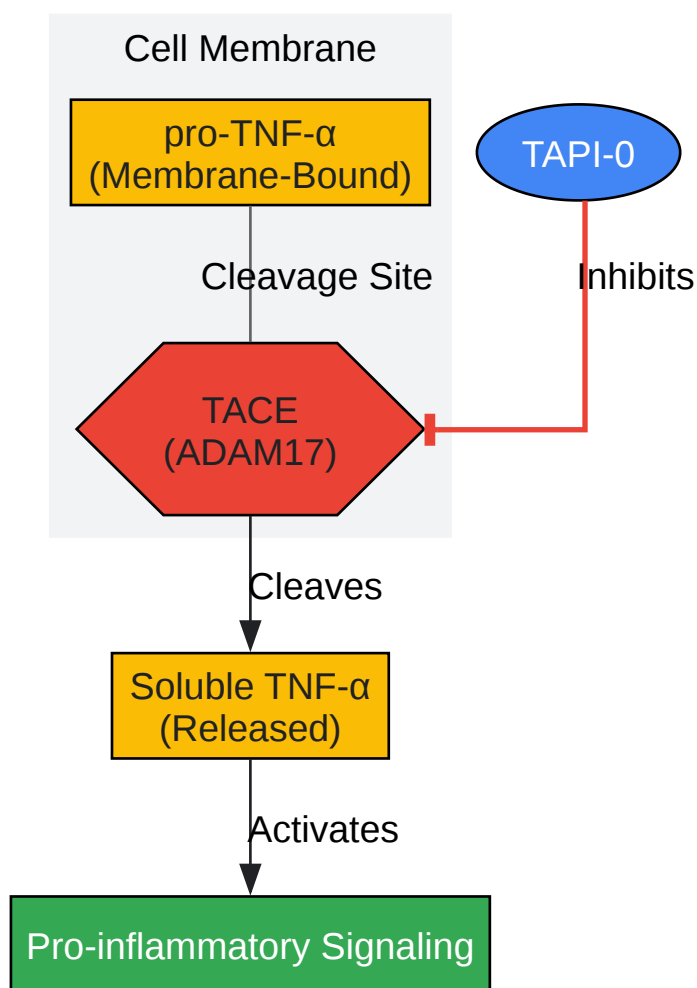 Cell Membrane
pro-TNF-α
(Membrane-Bound)
TAPI-0
Cleavage Site
Inhibits
TACE
(ADAM17)
Cleaves
Soluble TNF-α
(Released)
Activates
Pro-inflammatory Signaling